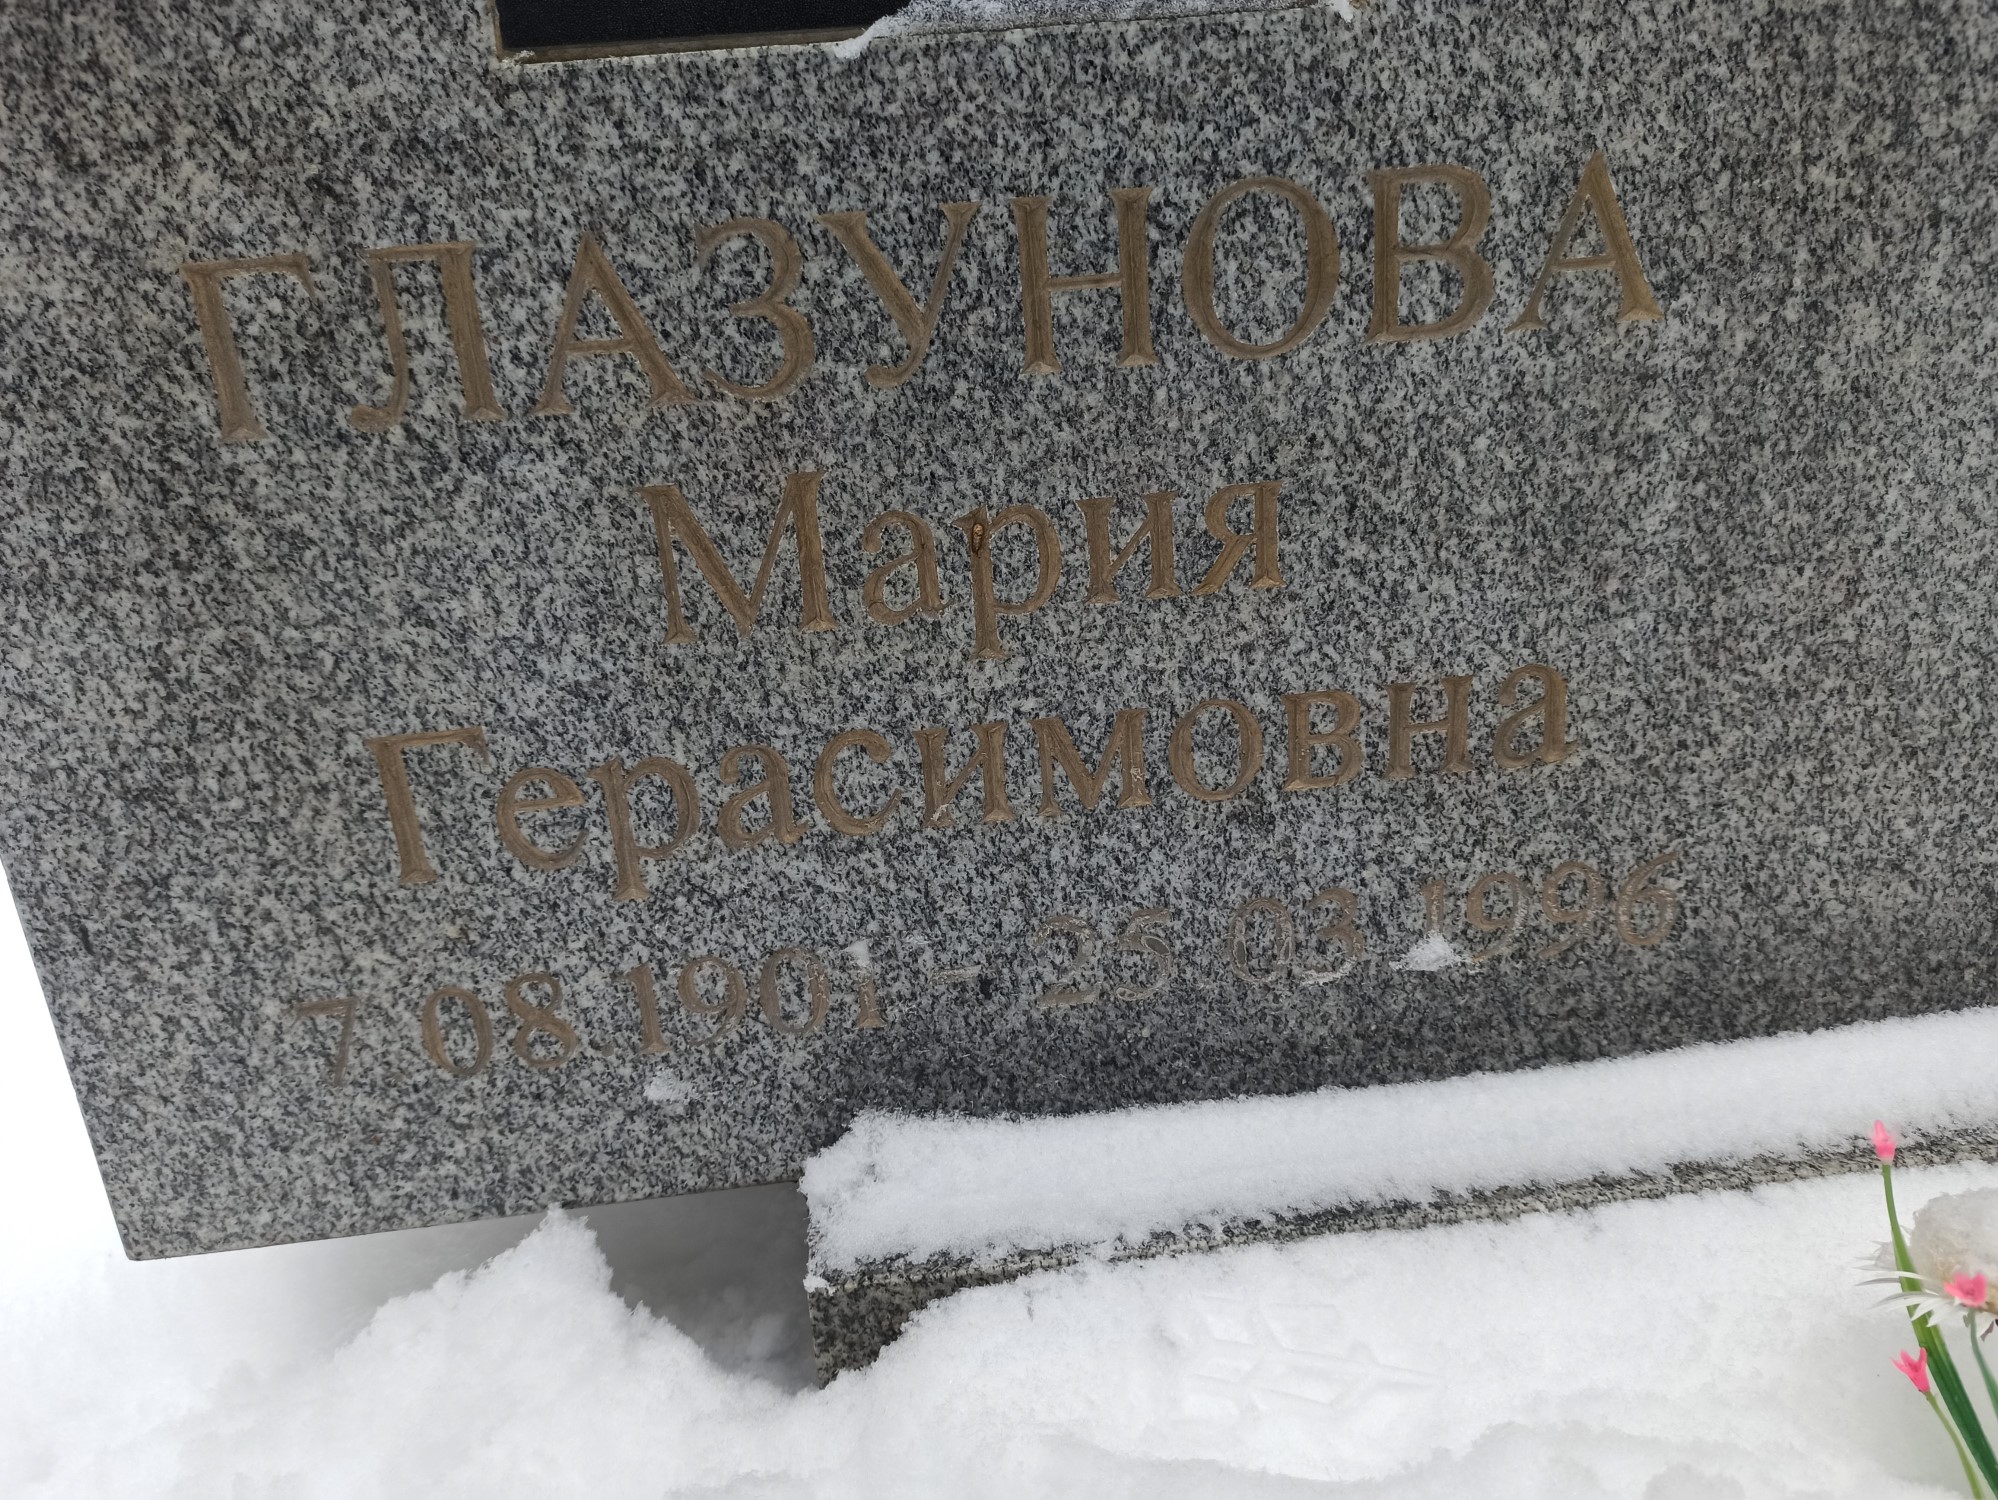 ГЛАЗУНОВА
Мария
Герасимовна
7.08.1901 - 25.03.1996